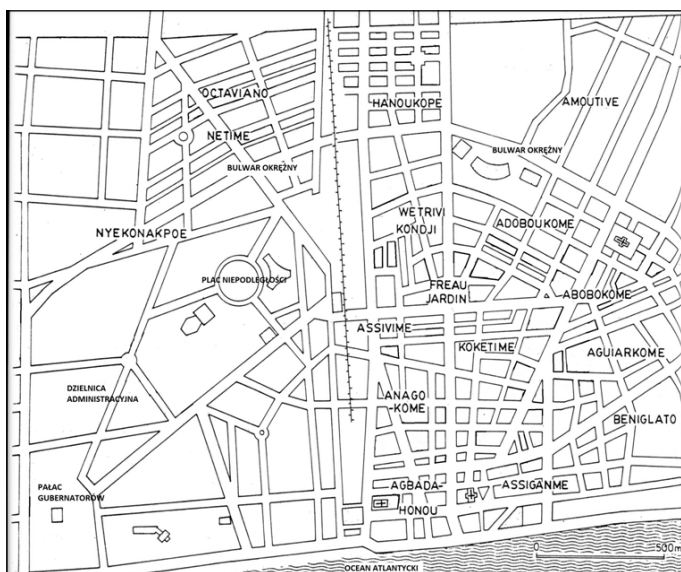 OCTAVIANO
HANOUKOPE
AMOUTIVE
NETIME
BULWAR OKRĘŻNY
BULWAR OKRĘŻNY
WETRIVI
KONDJI
ADOBOUKOME
NYEKONAKPOE
PLAC NIEPODLEGŁOŚCI
FREAU
JARDIN
ABOBOKOME
ASSIVIME
KOKETIME
AGUIARKOME
DZIELNICA
ADMINISTRACYJNA
ANAGO
-KOME
BENIGLATO
PAŁAC
GUBERNATORÓW
AGBADA-
HONOU
ASSIGANME
0 500m
OCEAN ATLANTYCKI